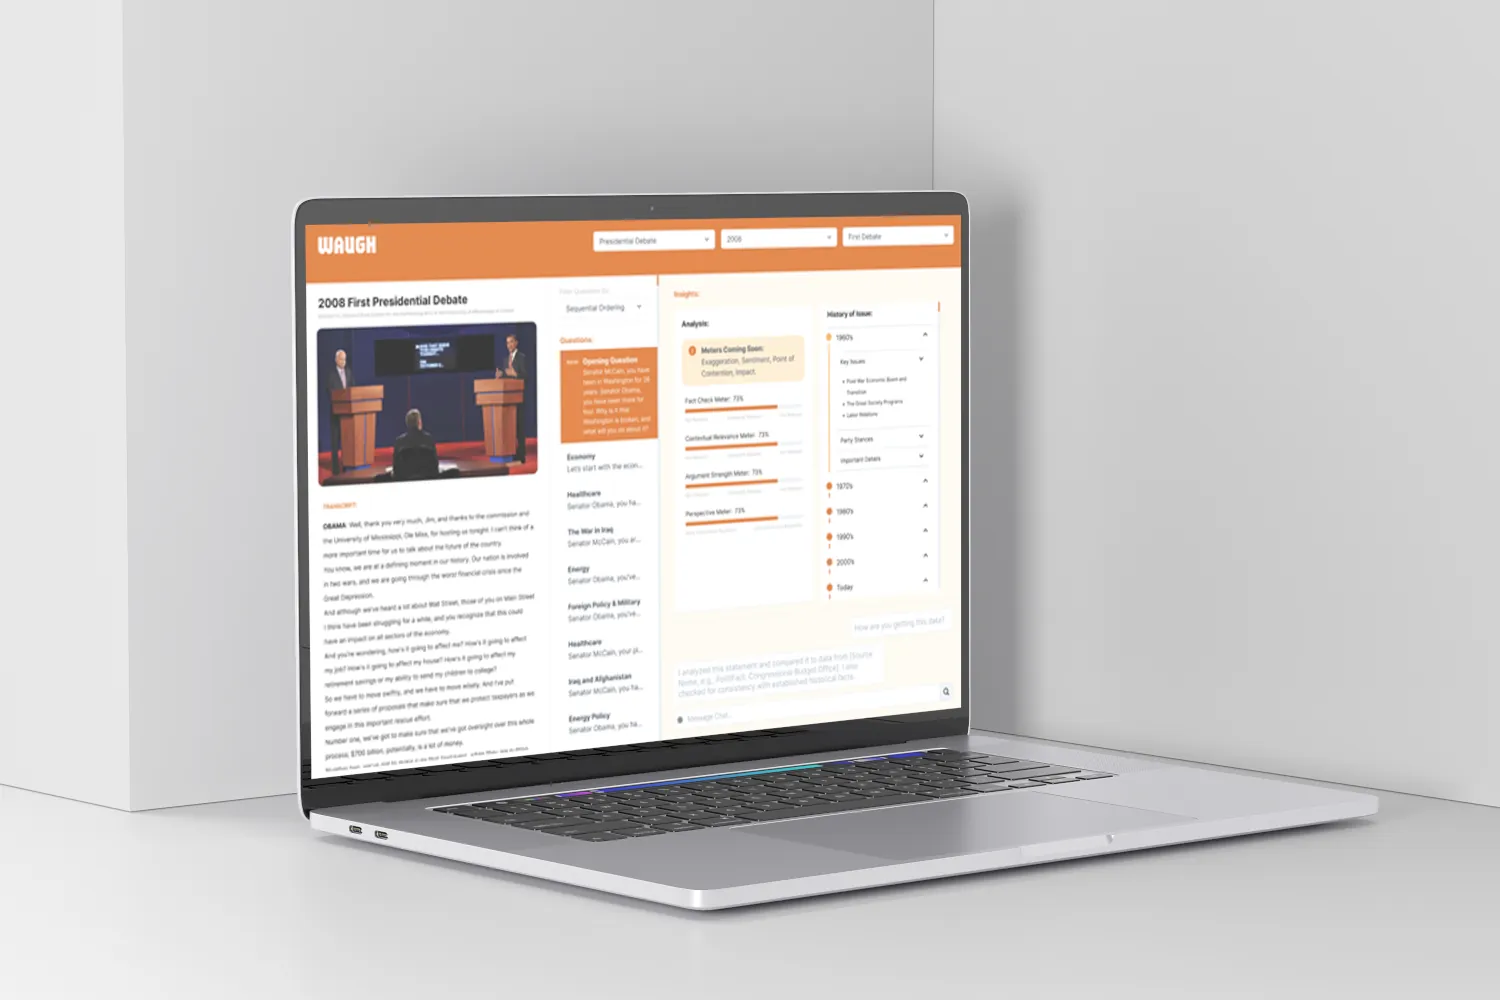 WAUGH
Presidential Debate
2008
First Debate
2008 First Presidential Debate
TRANSCRIPT:
OBAMA: Well, thank you very much, Jim, and thanks to the commission and
the University of Mississippi, Ole Miss, for hosting us tonight. I can't think of a
more important time for us to talk about the future of the country.
You know, we are at a defining moment in our history. Our nation is involved
in two wars, and we are going through the worst financial crisis since the
Great Depression.
And although we've heard a lot about Wall Street, those of you on Main Street
I think have been struggling for a while, and you recognize that this could
have an impact on all sectors of the economy.
And you're wondering, how's it going to affect me? How's it going to affect
my job? How's it going to affect my house? How's it going to affect my
retirement savings or my ability to send my children to college?
So we have to move swiftly, and we have to move wisely. And I've put
forward a series of proposals that make sure that we protect taxpayers as we
engage in this important rescue effort.
Number one, we've got to make sure that we've got oversight over this whole
process, $700 billion, potentially, is a lot of money.
Sequential Ordering
Questions:
Opening Question
Senator McCain, you have
been in Washington for 26
years. Senator Obama,
you have been there for
four. Why is it that
Washington is broken, and
what will you do about it?
Economy
Let's start with the econ...
Healthcare
Senator Obama, you ha...
The War in Iraq
Senator McCain, you ar...
Energy
Senator Obama, you've...
Foreign Policy & Military
Senator Obama, you've...
Healthcare
Senator McCain, your pl...
Iraq and Afghanistan
Senator McCain, you ha...
Energy Policy
Senator Obama, you ha...
Insights:
Analysis:
Meters Coming Soon:
Exaggeration, Sentiment, Point of
Contention, Impact.
Fact Check Meter: 73%
Contextual Relevance Meter: 73%
Argument Strength Meter: 73%
Perspective Meter: 73%
History of Issue:
1960's
Key Issues
Post-War Economic Boom and
Transition
The Great Society Programs
Labor Relations
Party Stances
Important Debats
1970's
1980's
1990's
2000's
Today
How are you getting this data?
I analyzed this statement and compared it to data from [Source
Name, e.g., PolitiFact, Congressional Budget Office]. I also
checked for consistency with established historical facts.
Message Chat...